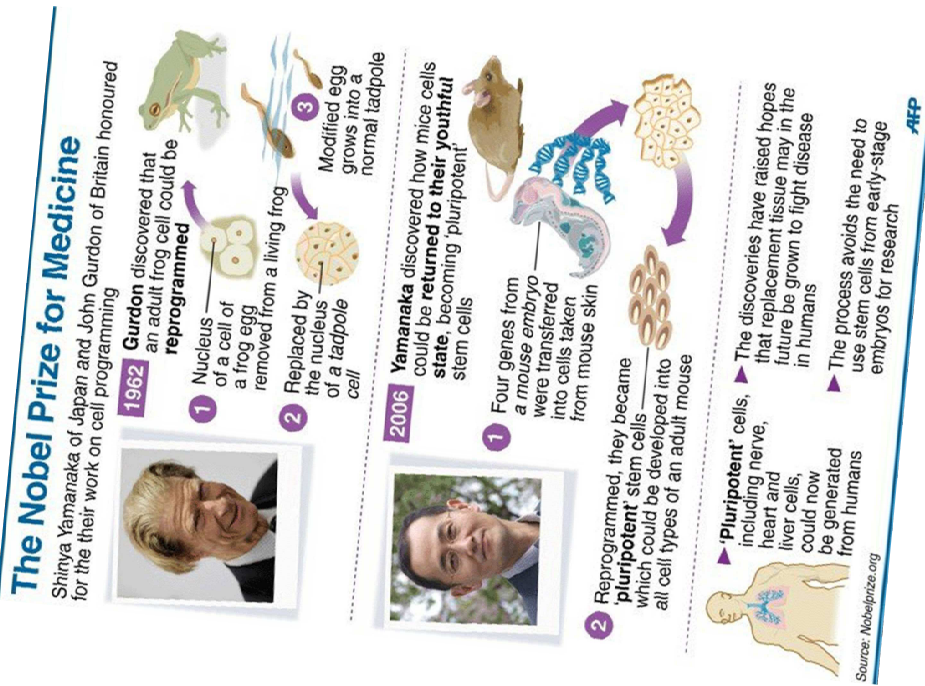 The Nobel Prize for Medicine
Shinya Yamanaka of Japan and John Gurdon of Britain honoured
for the their work on cell programming
1962
Gurdon discovered that
an adult frog cell could be
reprogrammed
1
Nucleus
of a cell of
a frog egg
removed from a living frog
2
Replaced by
the nucleus
of a tadpole
cell
3
Modified egg
grows into a
normal tadpole
2006
Yamanaka discovered how mice cells
could be returned to their youthful
state, becoming 'pluripotent'
stem cells
1
Four genes from
a mouse embryo
were transferred
into cells taken
from mouse skin
2
Reprogrammed, they became
'pluripotent' stem cells
which could be developed into
all cell types of an adult mouse
'Pluripotent' cells,
including nerve,
heart and
liver cells,
could now
be generated
from humans
The discoveries have raised hopes
that replacement tissue may in the
future be grown to fight disease
in humans
The process avoids the need to
use stem cells from early-stage
embryos for research
Source: Nobelprize.org
AFP